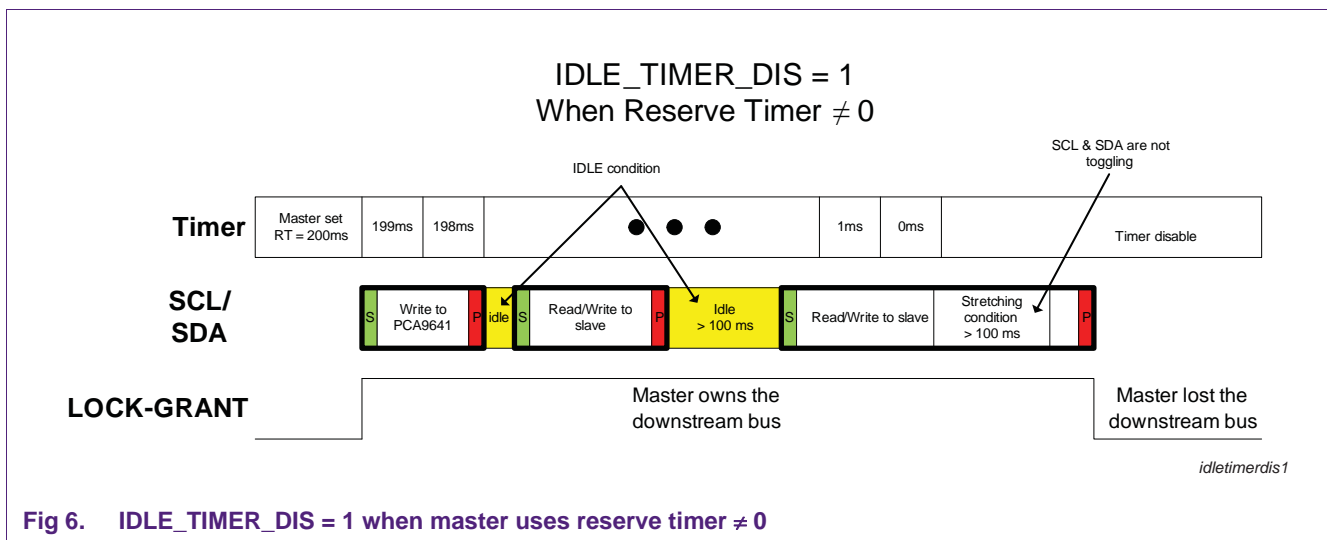 IDLE_TIMER_DIS = 1
When Reserve Timer ≠ 0
SCL & SDA are not
toggling
IDLE condition
Timer
Master set
RT = 200ms
199ms
198ms
● ● ●
1ms
0ms
Timer disable
SCL/
SDA
S
Write to
PCA9641
P
idle
S
Read/Write to
slave
P
Idle
> 100 ms
S
Read/Write to slave
Stretching
condition
> 100 ms
P
LOCK-GRANT
Master owns the
downstream bus
Master lost the
downstream bus
idletimerdis1
Fig 6. IDLE_TIMER_DIS = 1 when master uses reserve timer ≠ 0